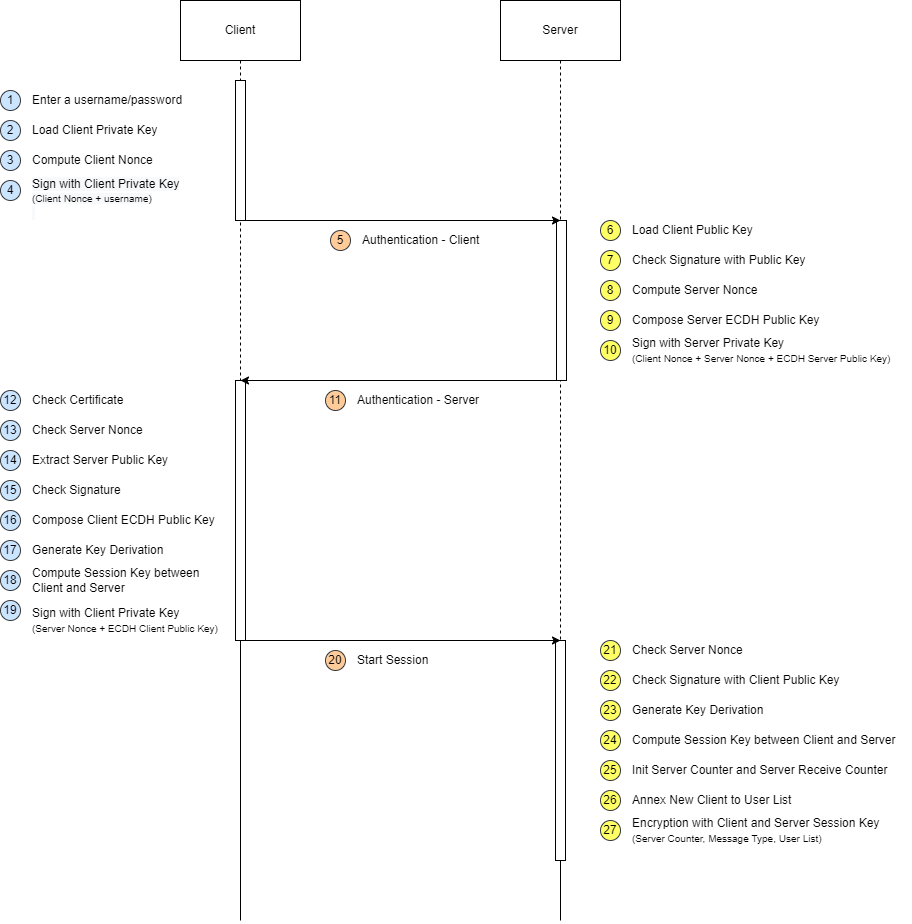 Client
Server
1 Enter a username/password
2 Load Client Private Key
3 Compute Client Nonce
4 Sign with Client Private Key
(Client Nonce + username)
5 Authentication - Client
6 Load Client Public Key
7 Check Signature with Public Key
8 Compute Server Nonce
9 Compose Server ECDH Public Key
10 Sign with Server Private Key
(Client Nonce + Server Nonce + ECDH Server Public Key)
11 Authentication - Server
12 Check Certificate
13 Check Server Nonce
14 Extract Server Public Key
15 Check Signature
16 Compose Client ECDH Public Key
17 Generate Key Derivation
18 Compute Session Key between
Client and Server
19 Sign with Client Private Key
(Server Nonce + ECDH Client Public Key)
20 Start Session
21 Check Server Nonce
22 Check Signature with Client Public Key
23 Generate Key Derivation
24 Compute Session Key between Client and Server
25 Init Server Counter and Server Receive Counter
26 Annex New Client to User List
27 Encryption with Client and Server Session Key
(Server Counter, Message Type, User List)